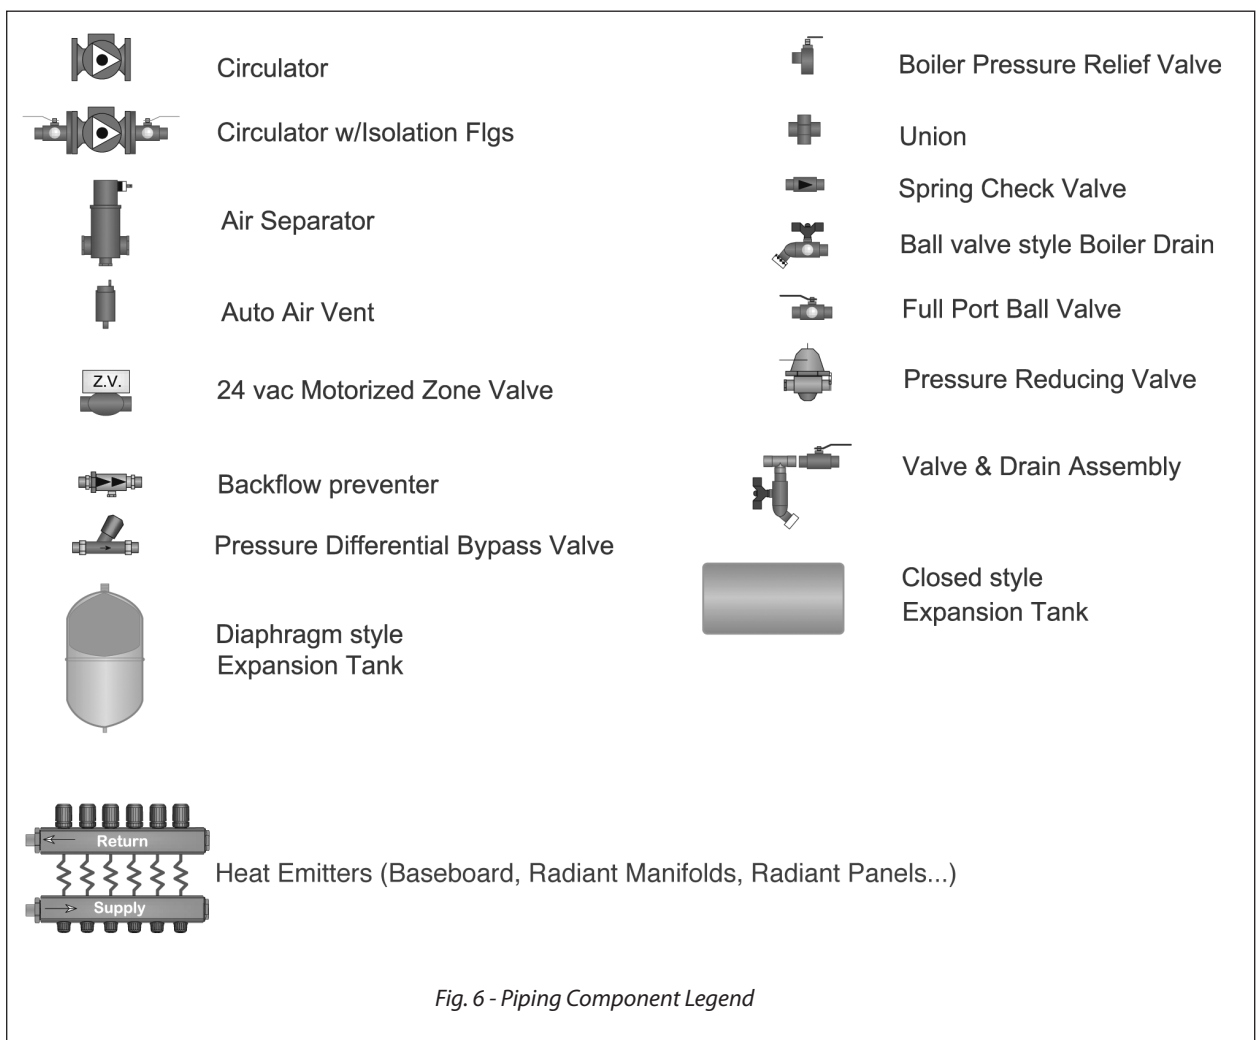 Circulator
Circulator w/Isolation Flgs
Air Separator
Auto Air Vent
Z.V.
24 vac Motorized Zone Valve
Backflow preventer
Pressure Differential Bypass Valve
Diaphragm style
Expansion Tank
Boiler Pressure Relief Valve
Union
Spring Check Valve
Ball valve style Boiler Drain
Full Port Ball Valve
Pressure Reducing Valve
Valve & Drain Assembly
Closed style
Expansion Tank
Return
Heat Emitters (Baseboard, Radiant Manifolds, Radiant Panels...)
Supply
Fig. 6 - Piping Component Legend